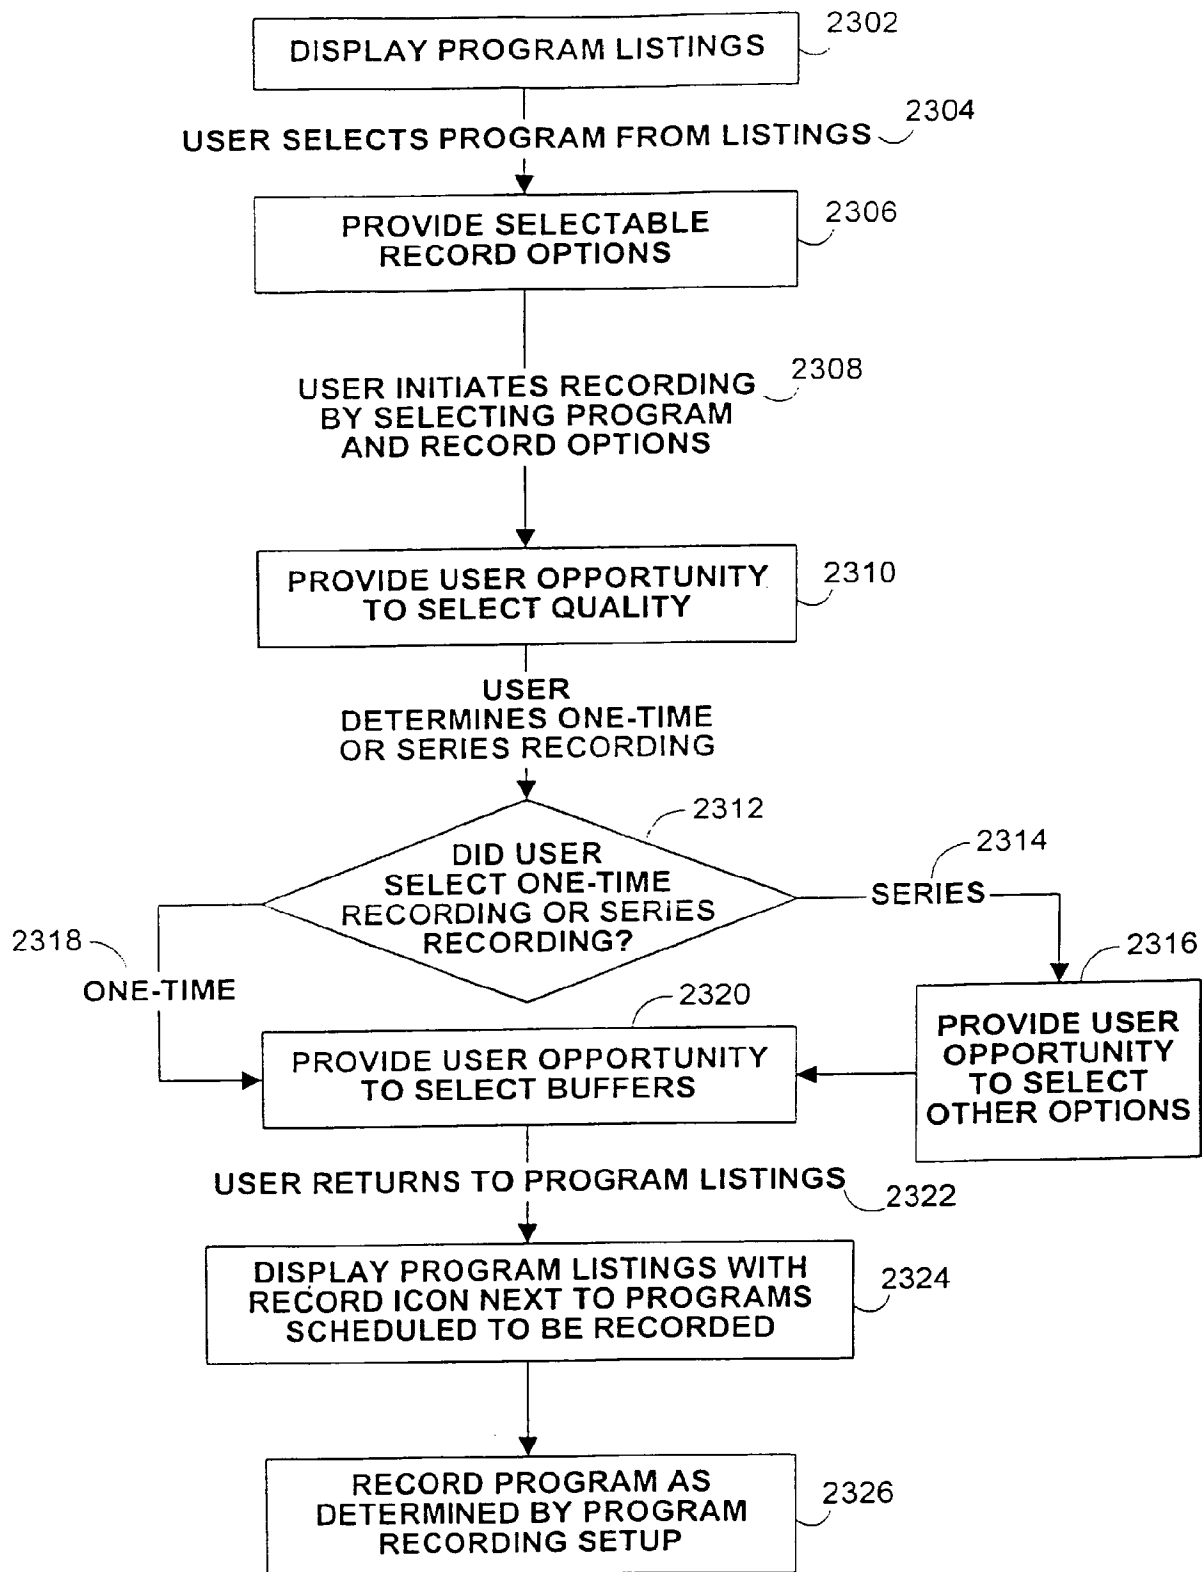 2302
DISPLAY PROGRAM LISTINGS
2304
USER SELECTS PROGRAM FROM LISTINGS
2306
PROVIDE SELECTABLE
RECORD OPTIONS
2308
USER INITIATES RECORDING
BY SELECTING PROGRAM
AND RECORD OPTIONS
2310
PROVIDE USER OPPORTUNITY
TO SELECT QUALITY
USER
DETERMINES ONE-TIME
OR SERIES RECORDING
2312
DID USER
SELECT ONE-TIME
RECORDING OR SERIES
RECORDING?
2314
SERIES
2318
ONE-TIME
2316
PROVIDE USER
OPPORTUNITY
TO SELECT
OTHER OPTIONS
2320
PROVIDE USER OPPORTUNITY
TO SELECT BUFFERS
USER RETURNS TO PROGRAM LISTINGS
2322
DISPLAY PROGRAM LISTINGS WITH
RECORD ICON NEXT TO PROGRAMS
SCHEDULED TO BE RECORDED
2324
RECORD PROGRAM AS
DETERMINED BY PROGRAM
RECORDING SETUP
2326